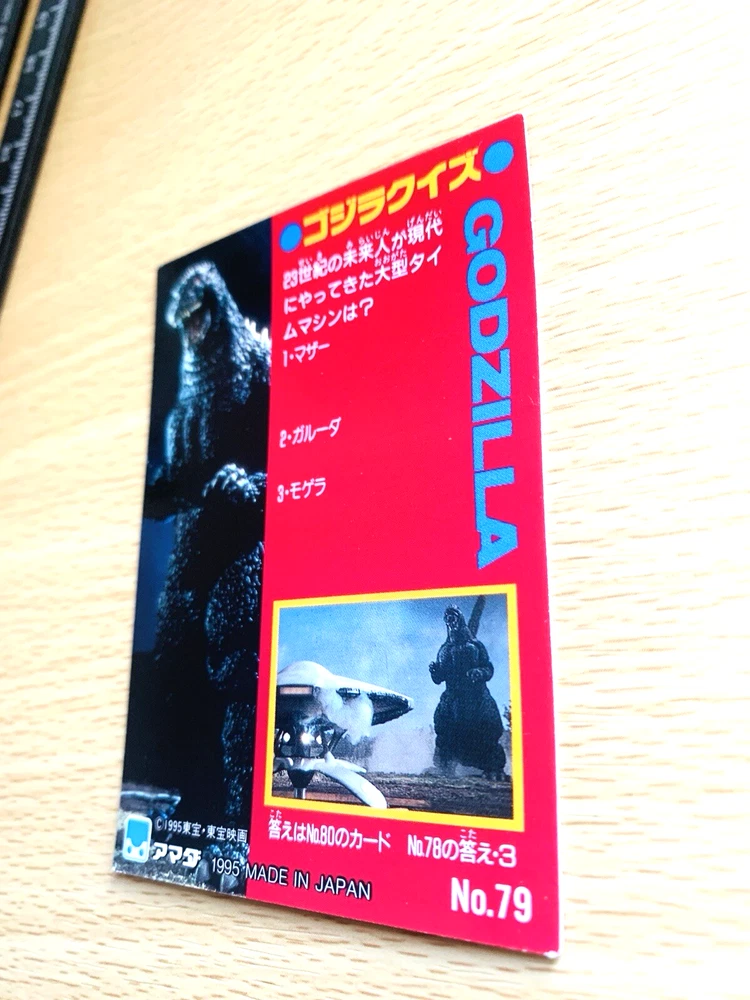 ゴジラクイズ
GODZILLA
23世紀の未来人が現代
にやってきた大型タイ
ムマシンは?
1・マザー
2・ガルーダ
3・モゲラ
答えはNo.80のカード No.78の答え・3
©1995東宝・東宝映画
アマダ 1995 MADE IN JAPAN
No.79